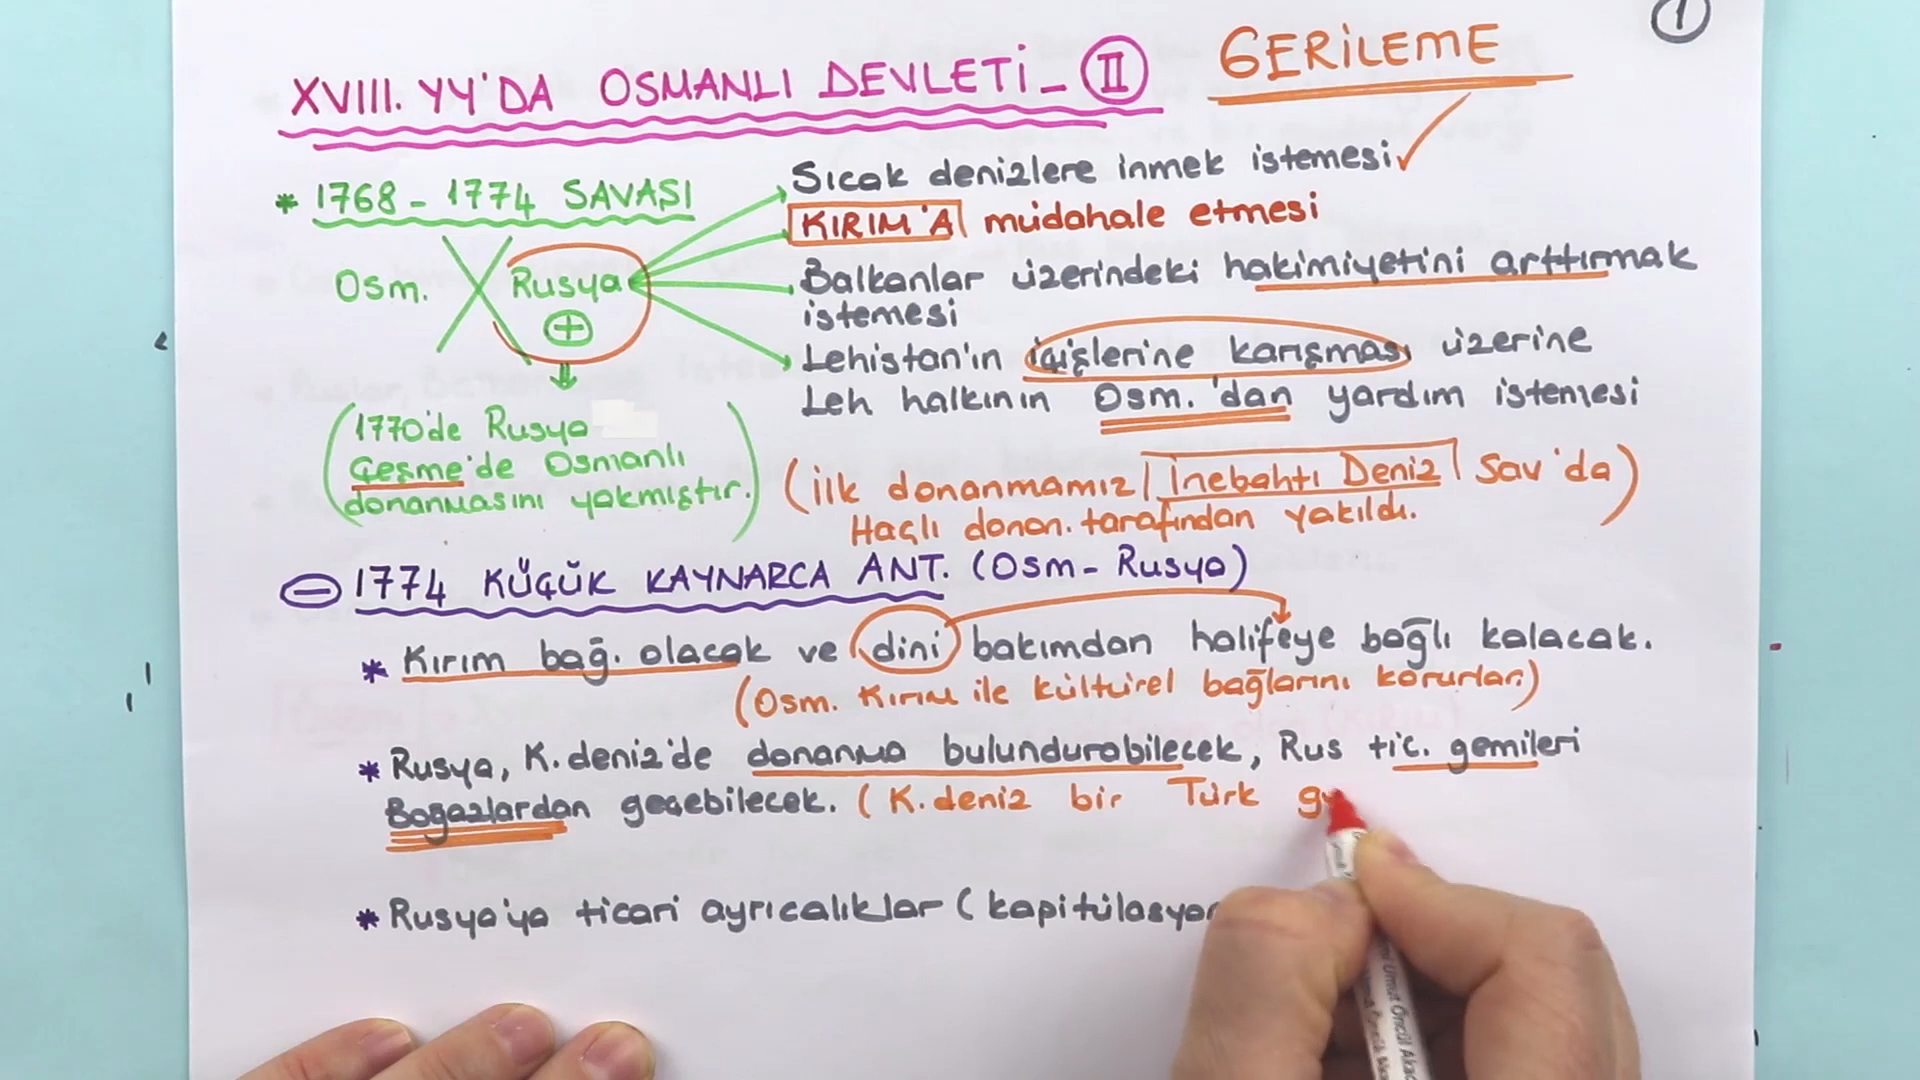 1
XVIII. YY'DA OSMANLI DEVLETİ_ II
GERİLEME
* 1768 - 1774 SAVAŞI
Osm. X Rusya
+
Sıcak denizlere inmek istemesi
KIRIM'A müdahale etmesi
Balkanlar üzerindeki hakimiyetini arttırmak
istemesi
Lehistan'ın içişlerine karışması üzerine
Leh halkının Osm.'dan yardım istemesi
(1770'de Rusya
Çeşme'de Osmanlı
donanmasını yakmıştır.)
(İlk donanmamız İnebahtı Deniz Sav'da
Haçlı donan. tarafından yakıldı.)
- 1774 KÜÇÜK KAYNARCA ANT. (Osm- Rusya)
* Kırım bağ. olacak ve dini bakımdan halifeye bağlı kalacak.
(Osm. Kırım ile kültürel bağlarını korurlar)
* Rusya, K.deniz'de donanma bulundurabilecek, Rus tic. gemileri
Boğazlardan geçebilecek. (K.deniz bir Türk
* Rusya'ya ticari ayrıcalıklar (kapitülasyon